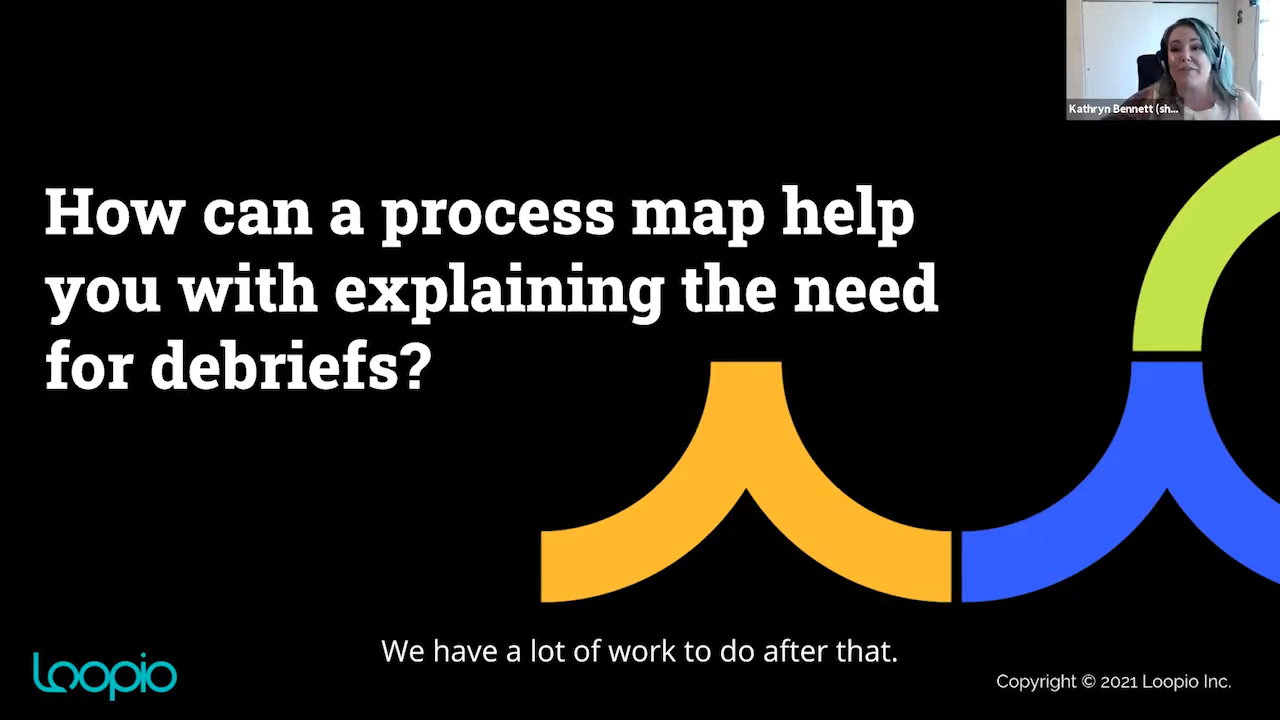 Kathryn Bennett (sh...
How can a process map help
you with explaining the need
for debriefs?
We have a lot of work to do after that.
Loopio
Copyright © 2021 Loopio Inc.